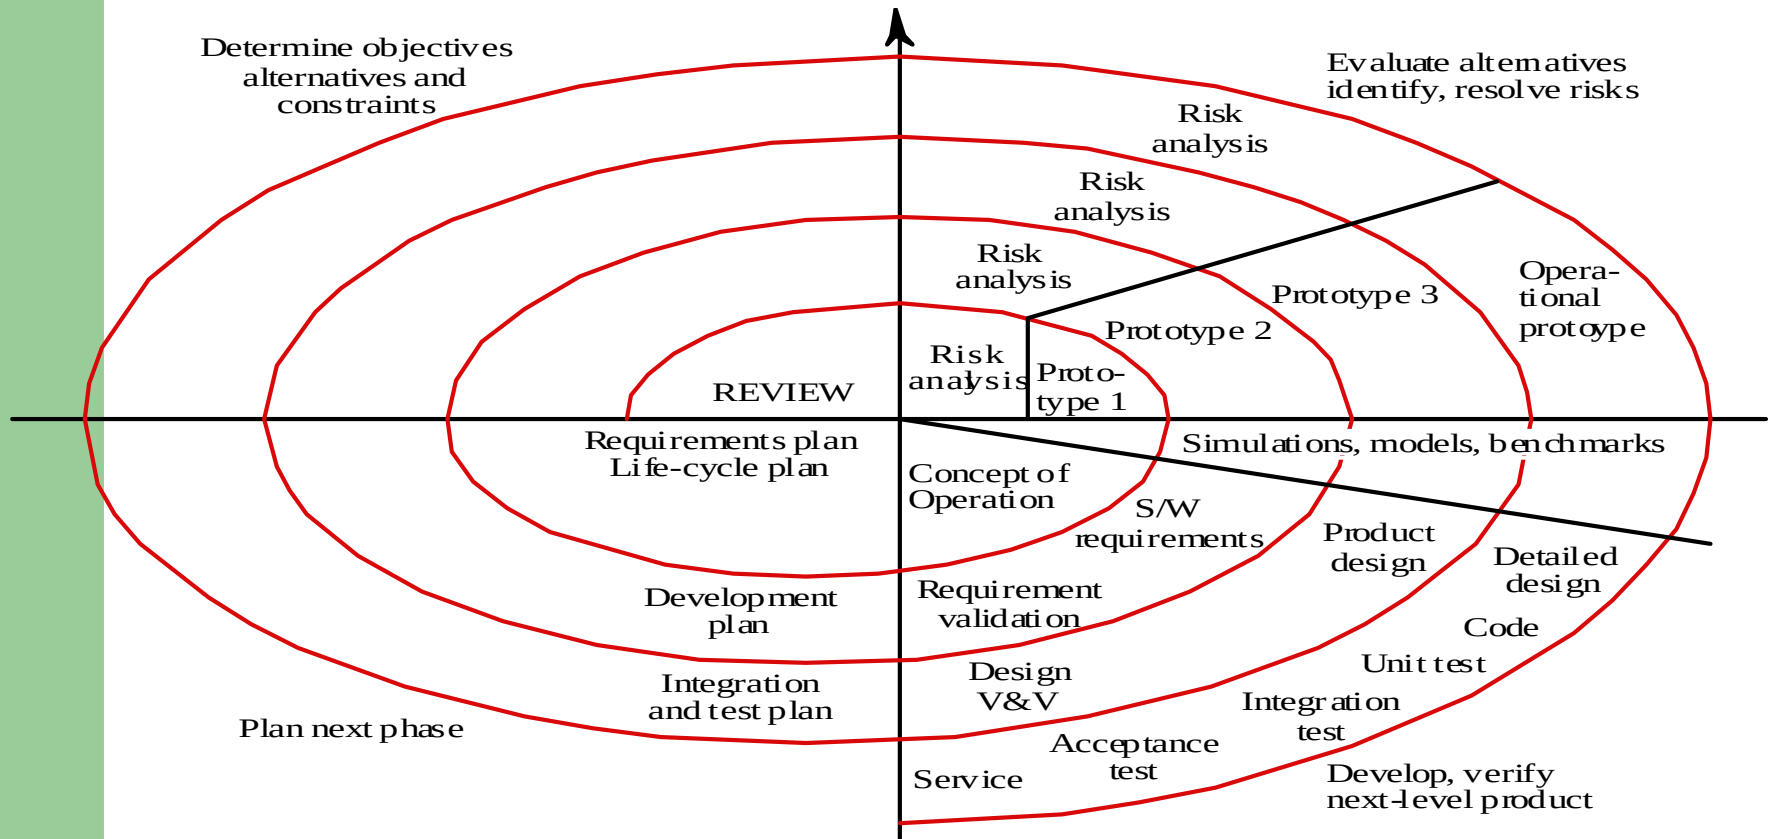 Determine objectives
alternatives and
constraints
Evaluate alternatives
identify, resolve risks
Risk
analysis
Risk
analysis
Risk
analysis
Risk
analysis
Proto-
type 1
Prototype 2
Prototype 3
Opera-
tional
protoype
REVIEW
Requirements plan
Life-cycle plan
Simulations, models, benchmarks
Concept of
Operation
S/W
requirements
Product
design
Detailed
design
Development
plan
Requirement
validation
Code
Unit test
Integration
and test plan
Design
V&V
Integration
test
Plan next phase
Acceptance
test
Service
Develop, verify
next-level product